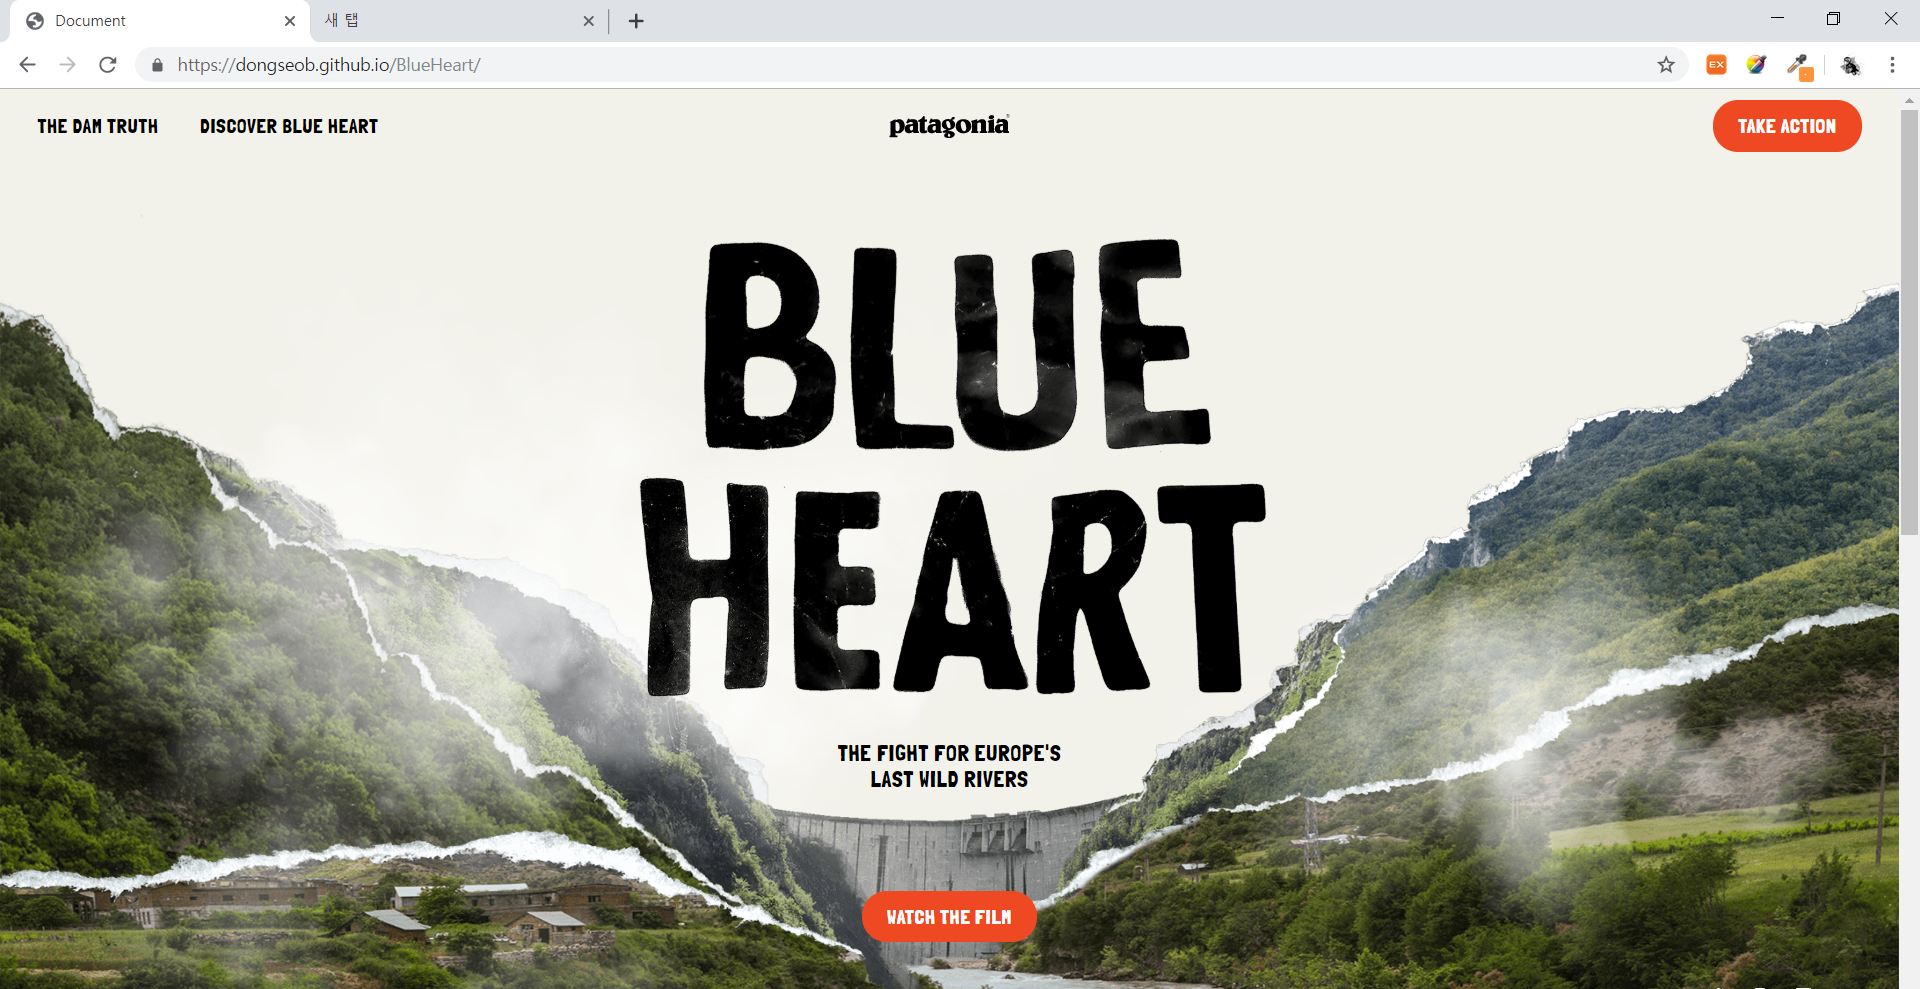 Document
새 탭
https://dongseob.github.io/BlueHeart/
EX
THE DAM TRUTH
DISCOVER BLUE HEART
patagonia®
TAKE ACTION
BLUE
HEART
THE FIGHT FOR EUROPE'S
LAST WILD RIVERS
WATCH THE FILM